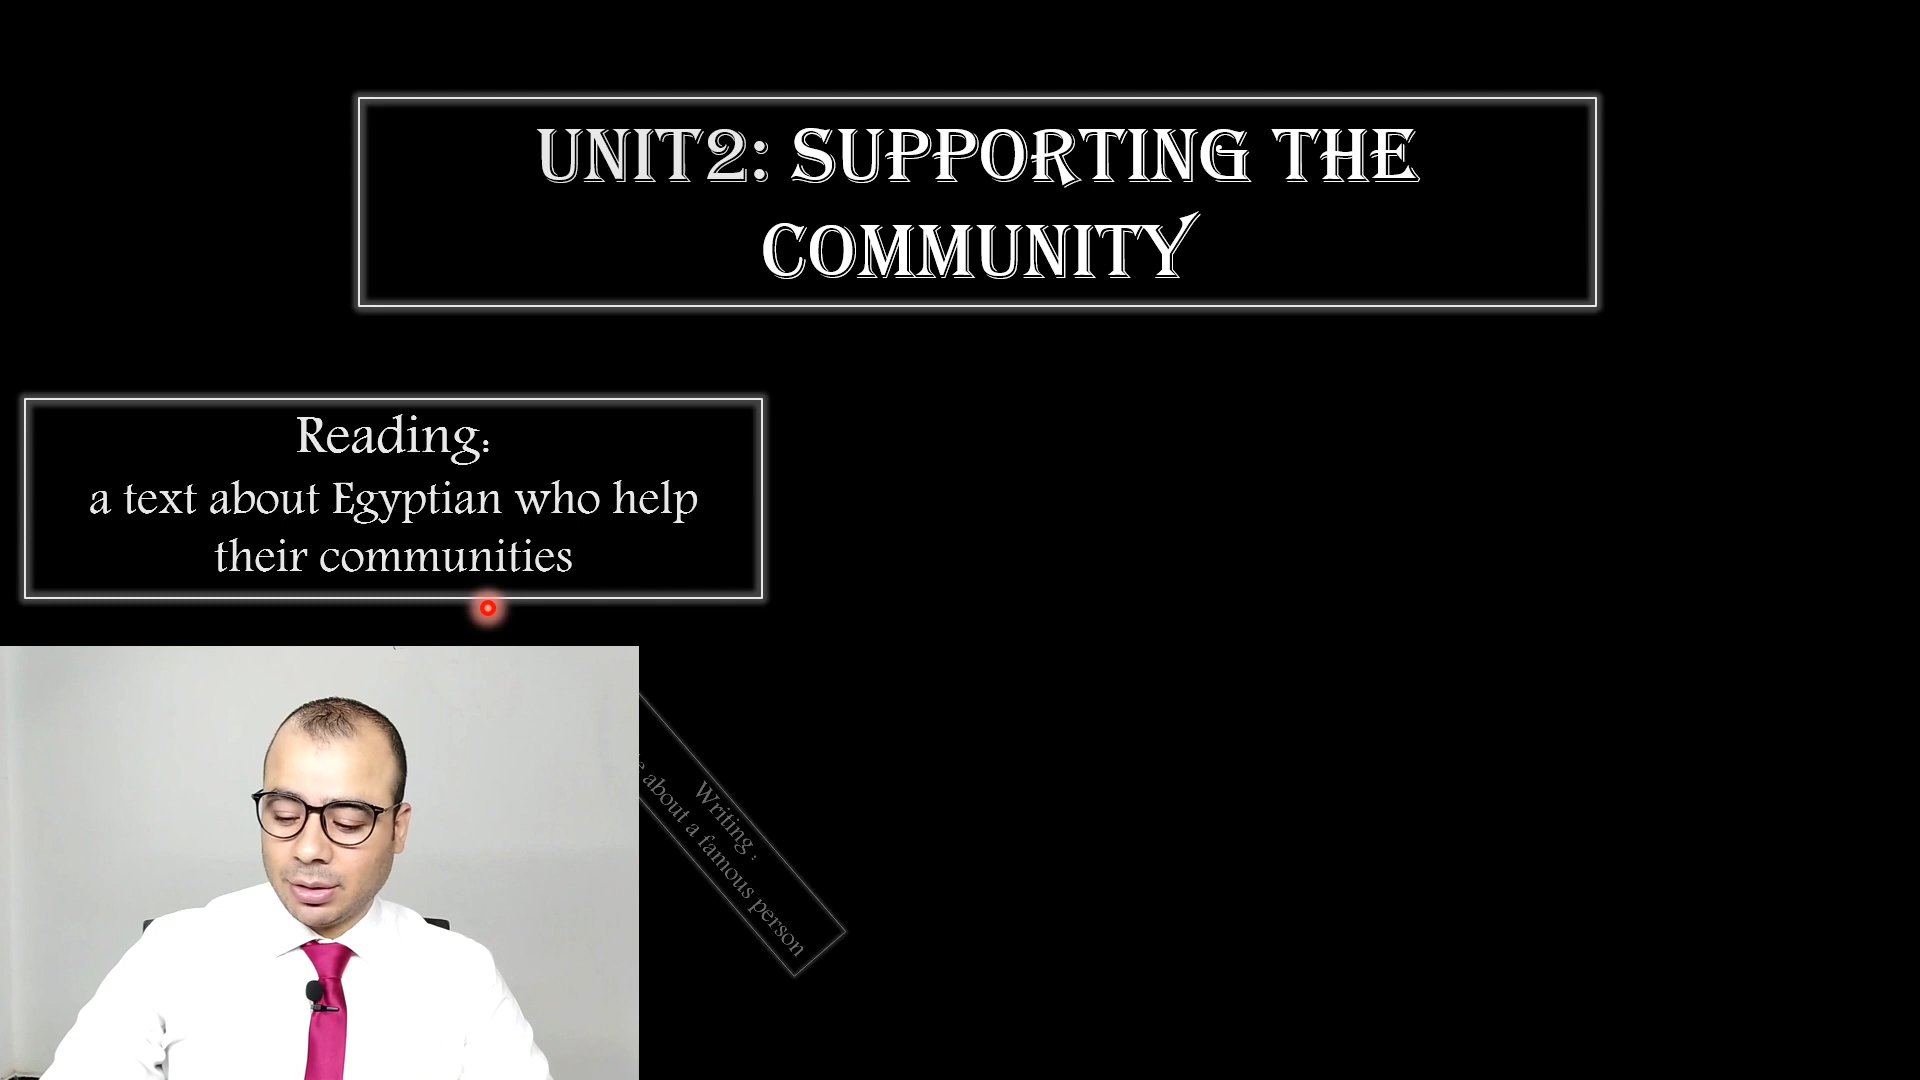 UNIT2: SUPPORTING THE
COMMUNITY
Reading:
a text about Egyptian who help
their communities
Writing :
about a famous person